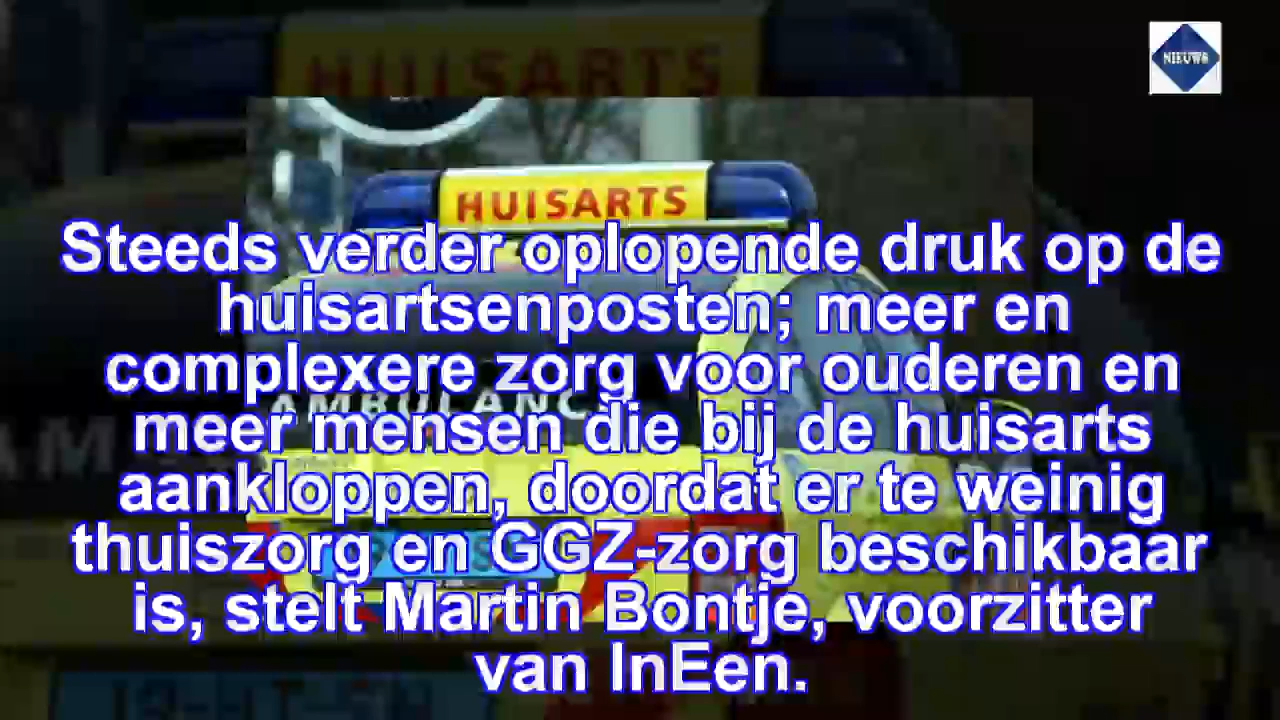 HUISARTS
NIEUWS
HUISARTS
Steeds verder oplopende druk op de
huisartsenposten; meer en
complexere zorg voor ouderen en
AMBULANCE
meer mensen die bij de huisarts
aankloppen, doordat er te weinig
thuiszorg en GGZ-zorg beschikbaar
is, stelt Martin Bontje, voorzitter
van InEen.